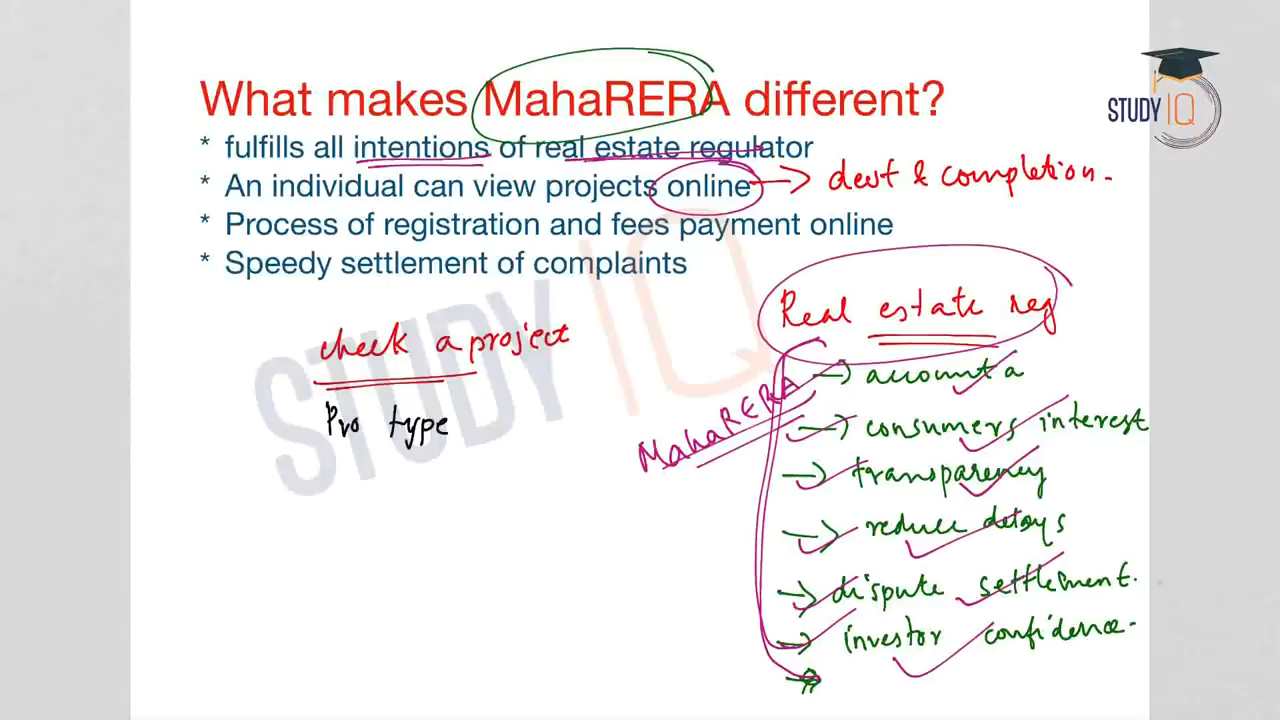 What makes MahaRERA different?
* fulfills all intentions of real estate regulator
* An individual can view projects online → devt & completion.
* Process of registration and fees payment online
* Speedy settlement of complaints
STUDY IQ
STUDY IQ
check a project
Pro type
Real estate reg
MahaRERA
→ accounta
→ consumers interest
→ transparency
→ reduce delays
→ dispute settlement.
→ investor confidence.